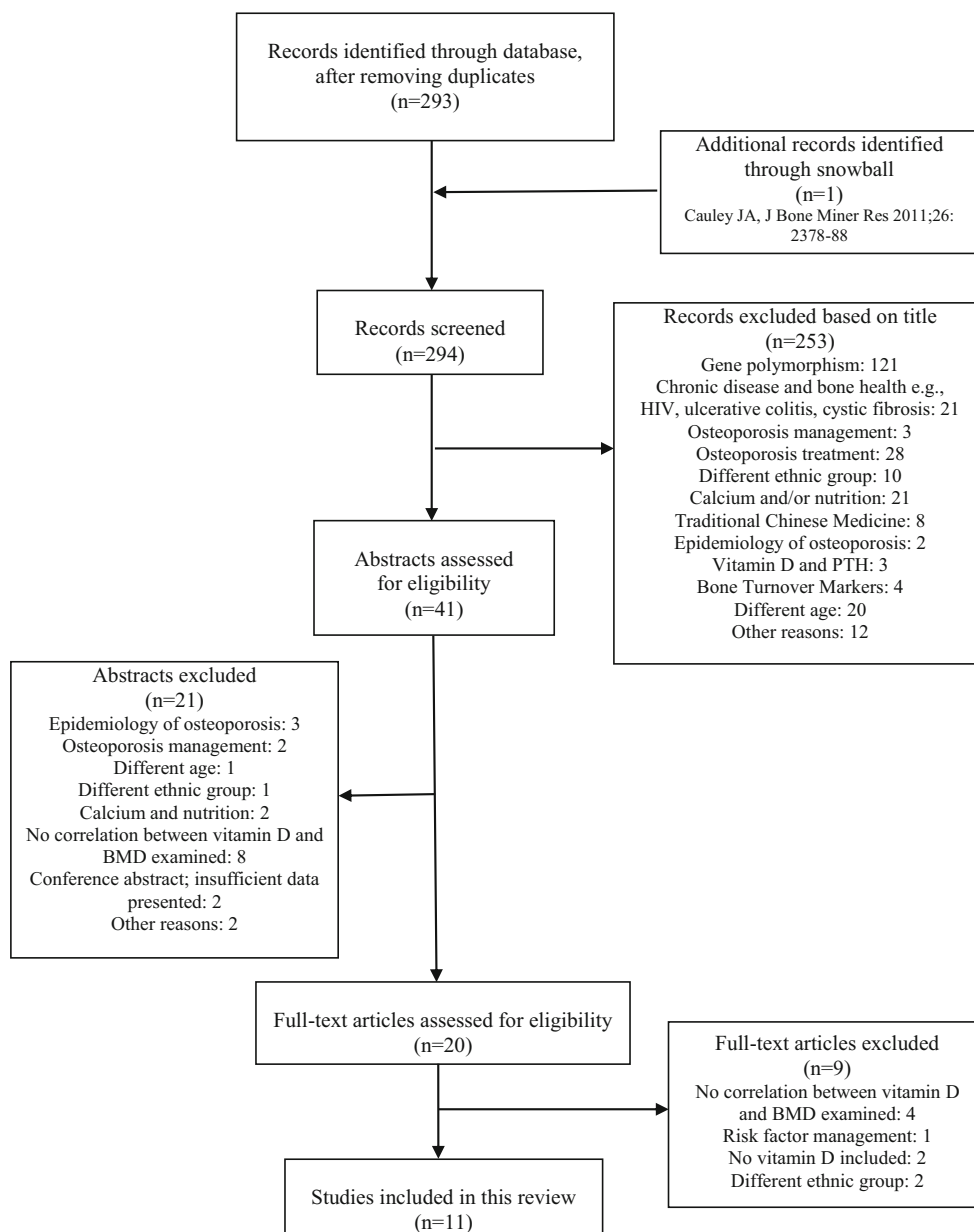 Records identified through database,
after removing duplicates
(n=293)
Additional records identified
through snowball
(n=1)
Cauley JA, J Bone Miner Res 2011;26:
2378-88
Records screened
(n=294)
Records excluded based on title
(n=253)
Gene polymorphism: 121
Chronic disease and bone health e.g.,
HIV, ulcerative colitis, cystic fibrosis: 21
Osteoporosis management: 3
Osteoporosis treatment: 28
Different ethnic group: 10
Calcium and/or nutrition: 21
Traditional Chinese Medicine: 8
Epidemiology of osteoporosis: 2
Vitamin D and PTH: 3
Bone Turnover Markers: 4
Different age: 20
Other reasons: 12
Abstracts assessed
for eligibility
(n=41)
Abstracts excluded
(n=21)
Epidemiology of osteoporosis: 3
Osteoporosis management: 2
Different age: 1
Different ethnic group: 1
Calcium and nutrition: 2
No correlation between vitamin D and
BMD examined: 8
Conference abstract; insufficient data
presented: 2
Other reasons: 2
Full-text articles assessed for eligibility
(n=20)
Full-text articles excluded
(n=9)
No correlation between vitamin D
and BMD examined: 4
Risk factor management: 1
No vitamin D included: 2
Different ethnic group: 2
Studies included in this review
(n=11)